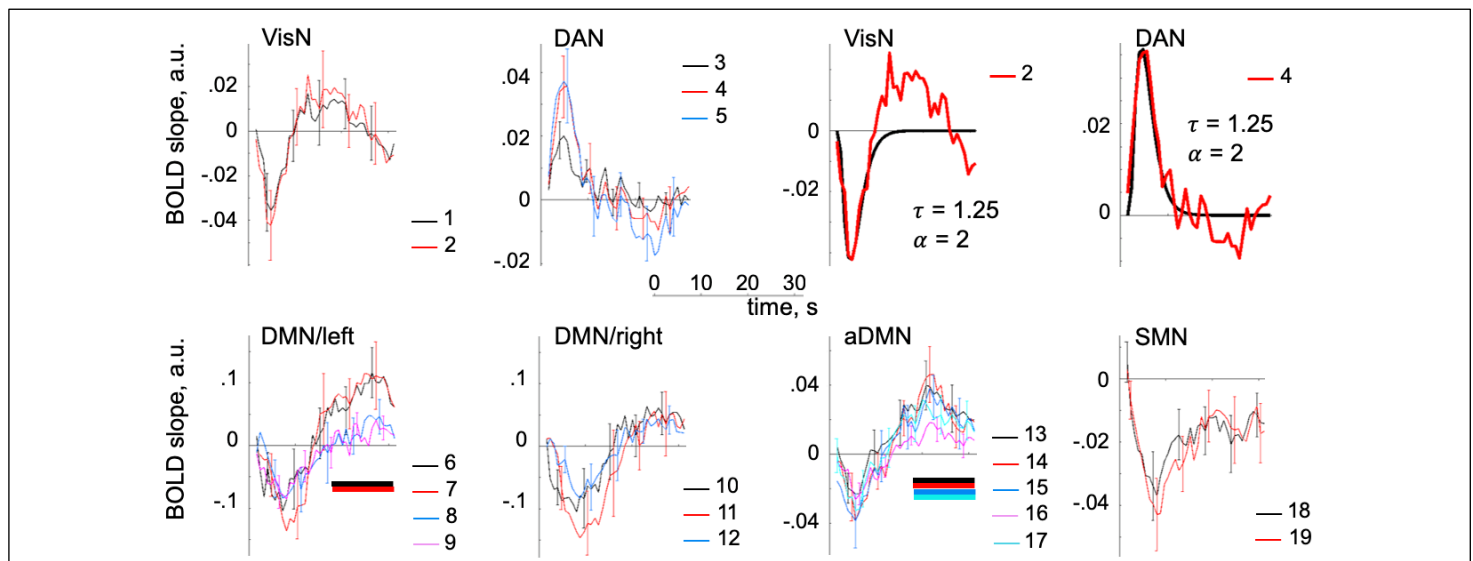 VisN
DAN
VisN
DAN
BOLD slope, a.u.
.02
0
-.02
-.04
1
2
.04
.02
0
-.02
3
4
5
0
-.02
2
τ = 1.25
α = 2
.02
0
4
τ = 1.25
α = 2
0 10 20 30
time, s
DMN/left
DMN/right
aDMN
SMN
BOLD slope, a.u.
.1
0
-.1
6
7
8
9
.1
0
-.1
10
11
12
.04
0
-.04
13
14
15
16
17
0
-.02
-.04
18
19